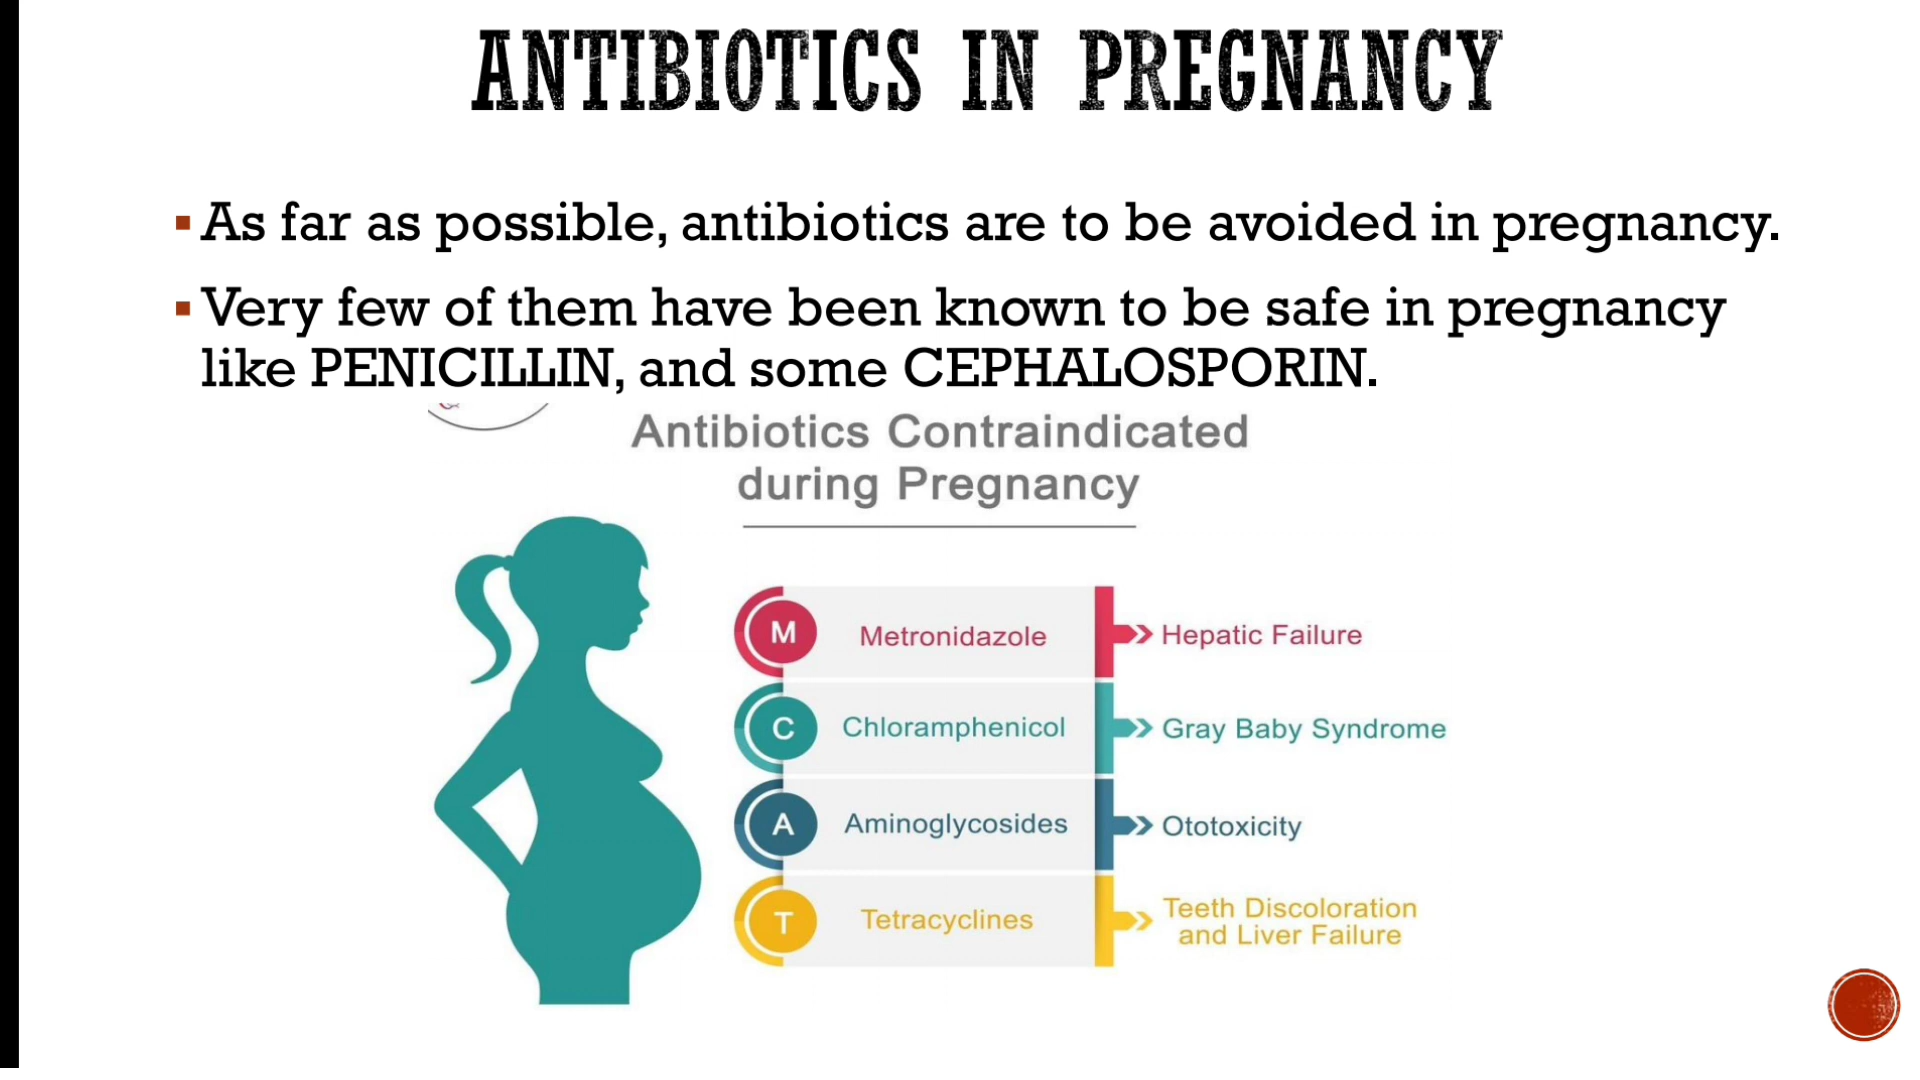 ANTIBIOTICS IN PREGNANCY
As far as possible, antibiotics are to be avoided in pregnancy.
Very few of them have been known to be safe in pregnancy
like PENICILLIN, and some CEPHALOSPORIN.
Antibiotics Contraindicated
during Pregnancy
M Metronidazole Hepatic Failure
C Chloramphenicol Gray Baby Syndrome
A Aminoglycosides Ototoxicity
T Tetracyclines Teeth Discoloration
and Liver Failure